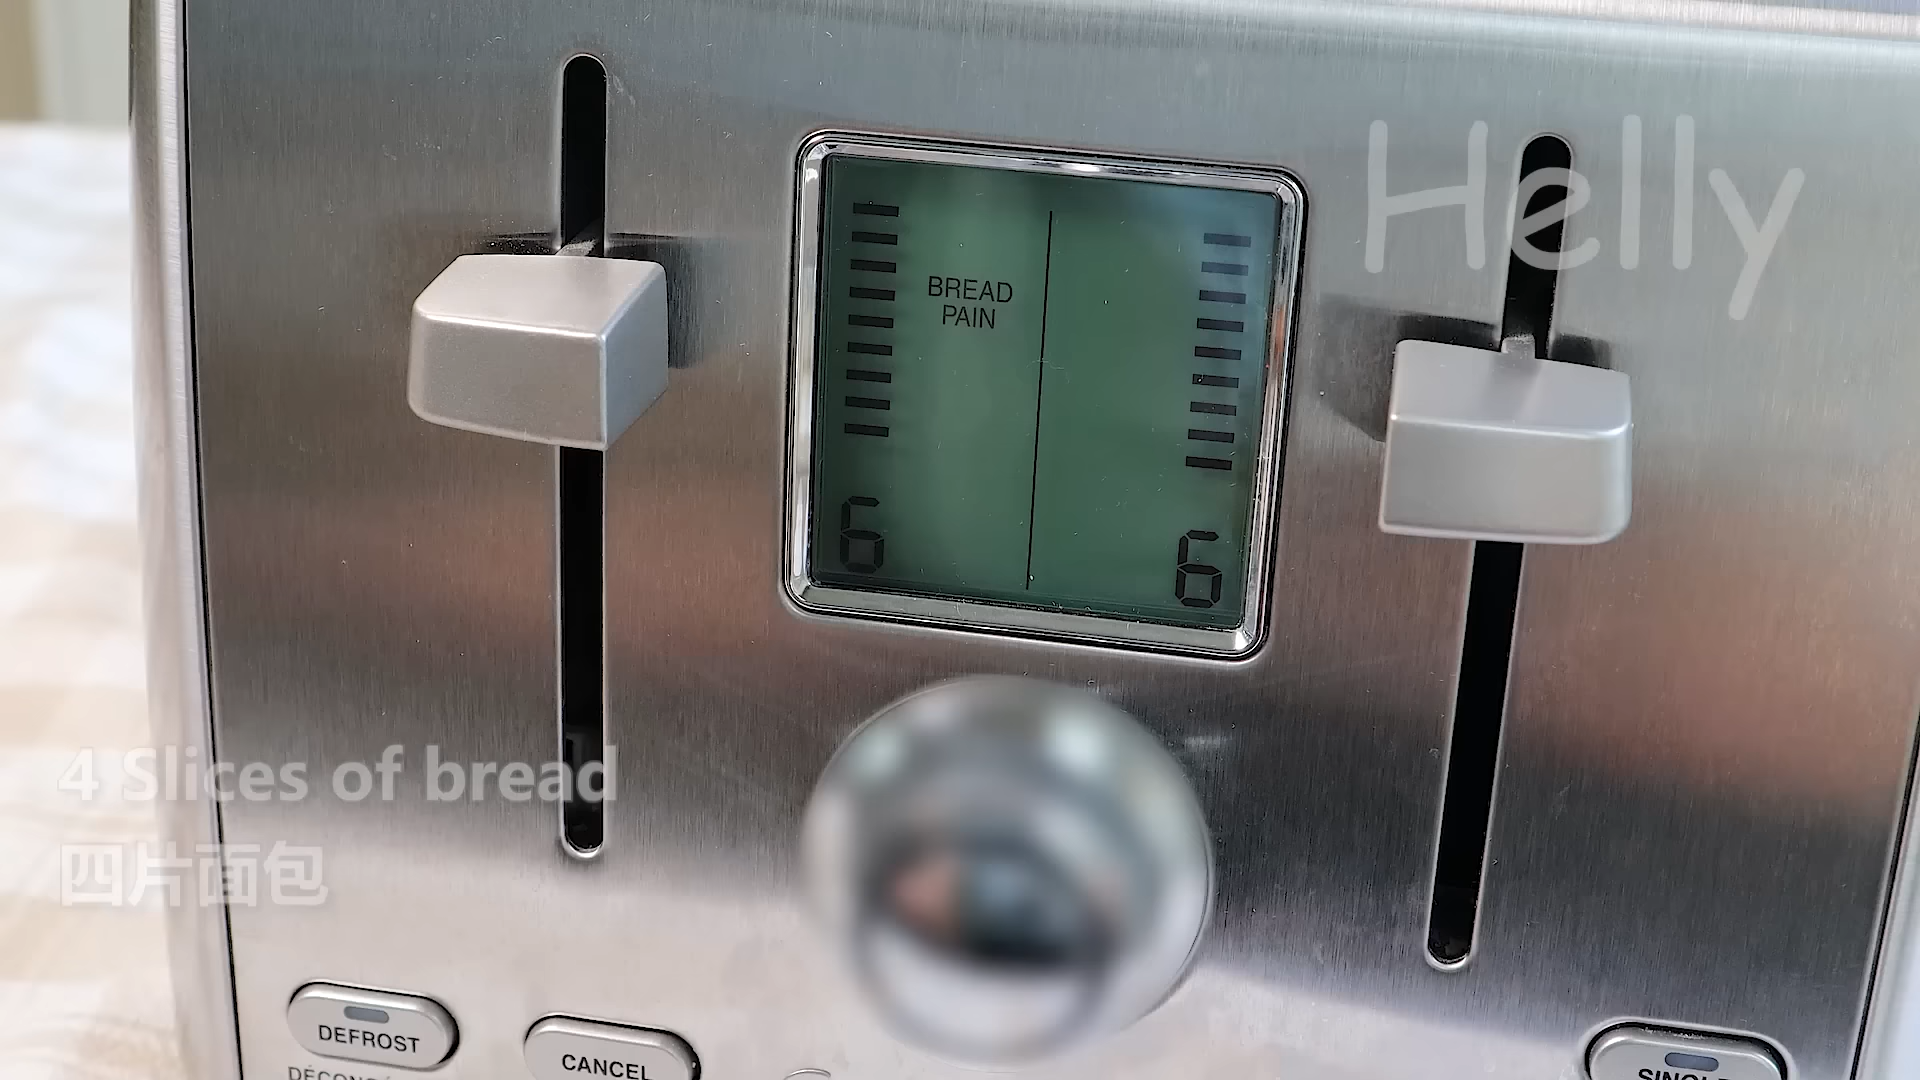 Helly
BREAD
PAIN
6
6
4 Slices of bread
四片面包
DEFROST
CANCEL